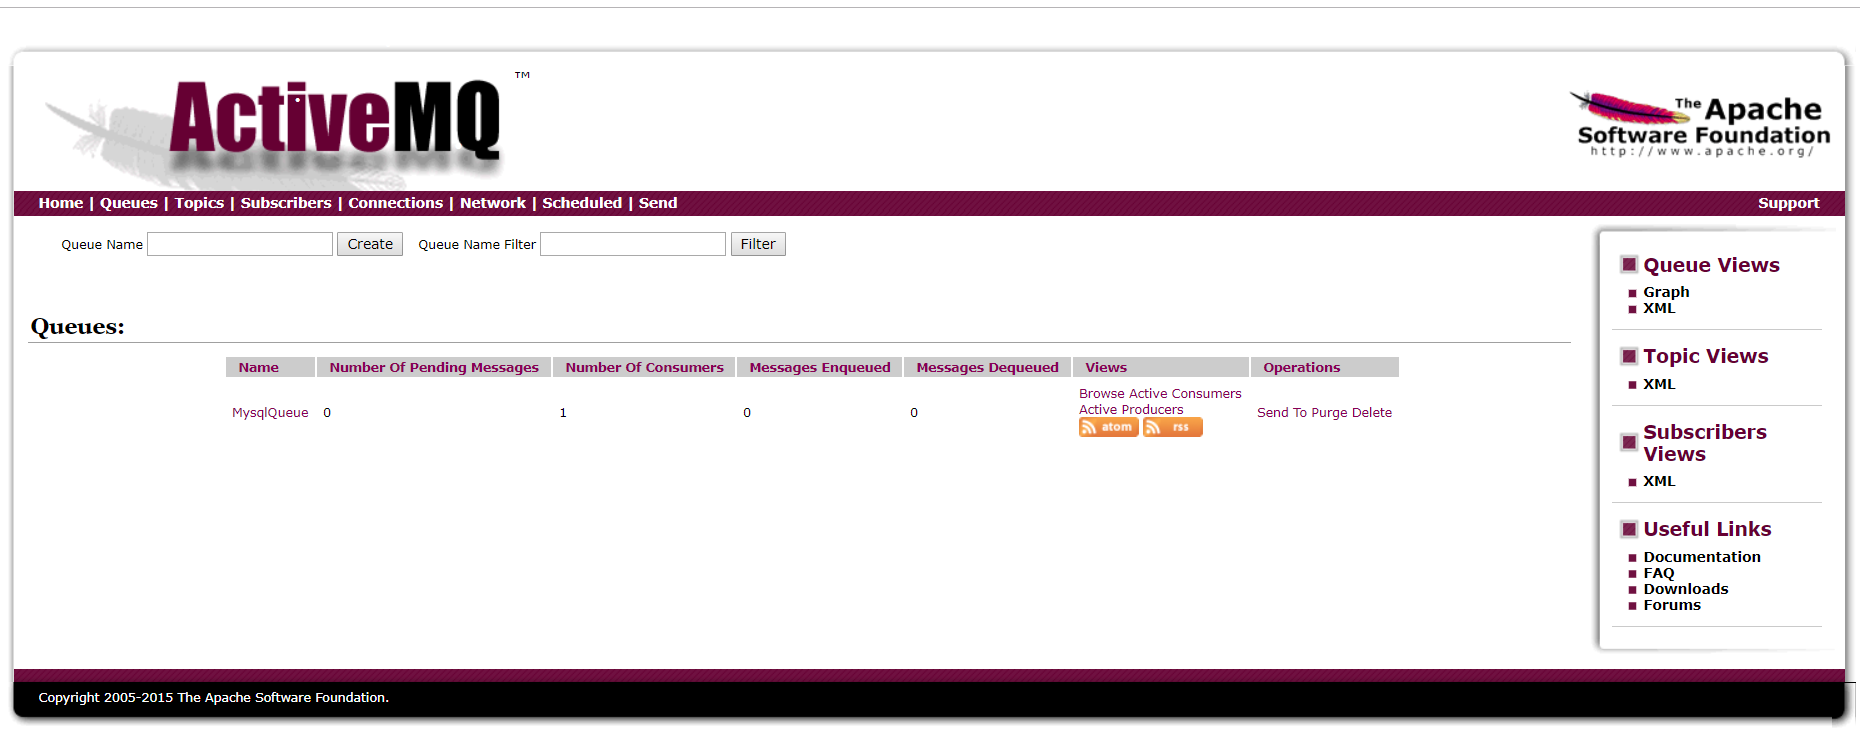 ActiveMQ ™
The Apache
Software Foundation
http://www.apache.org/
Home | Queues | Topics | Subscribers | Connections | Network | Scheduled | Send
Support
Queue Name Create Queue Name Filter Filter
Queues:
Name Number Of Pending Messages Number Of Consumers Messages Enqueued Messages Dequeued Views Operations
MysqlQueue 0 1 0 0
Browse Active Consumers
Active Producers
atom rss
Send To Purge Delete
Queue Views
Graph
XML
Topic Views
XML
Subscribers
Views
XML
Useful Links
Documentation
FAQ
Downloads
Forums
Copyright 2005-2015 The Apache Software Foundation.